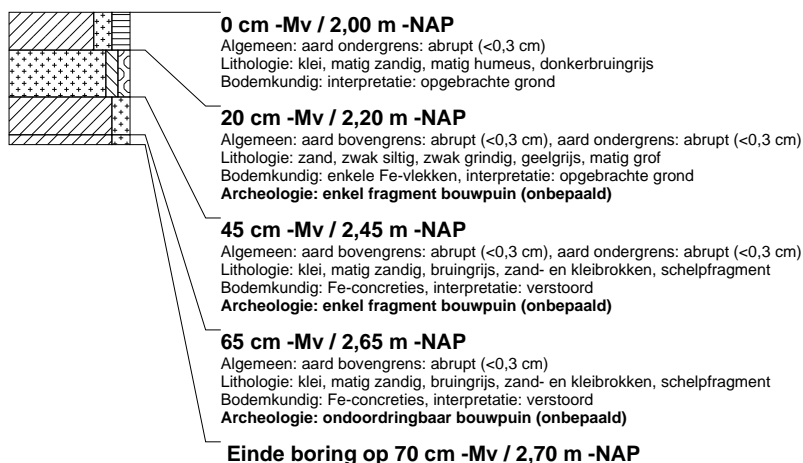 0 cm -Mv / 2,00 m -NAP
Algemeen: aard ondergrens: abrupt (<0,3 cm)
Lithologie: klei, matig zandig, matig humeus, donkerbruingrijs
Bodemkundig: interpretatie: opgebrachte grond
20 cm -Mv / 2,20 m -NAP
Algemeen: aard bovengrens: abrupt (<0,3 cm), aard ondergrens: abrupt (<0,3 cm)
Lithologie: zand, zwak siltig, zwak grindig, geelgrijs, matig grof
Bodemkundig: enkele Fe-vlekken, interpretatie: opgebrachte grond
Archeologie: enkel fragment bouwpuin (onbepaald)
45 cm -Mv / 2,45 m -NAP
Algemeen: aard bovengrens: abrupt (<0,3 cm), aard ondergrens: abrupt (<0,3 cm)
Lithologie: klei, matig zandig, bruingrijs, zand- en kleibrokken, schelpfragment
Bodemkundig: Fe-concreties, interpretatie: verstoord
Archeologie: enkel fragment bouwpuin (onbepaald)
65 cm -Mv / 2,65 m -NAP
Algemeen: aard bovengrens: abrupt (<0,3 cm)
Lithologie: klei, matig zandig, bruingrijs, zand- en kleibrokken, schelpfragment
Bodemkundig: Fe-concreties, interpretatie: verstoord
Archeologie: ondoordringbaar bouwpuin (onbepaald)
Einde boring op 70 cm -Mv / 2,70 m -NAP